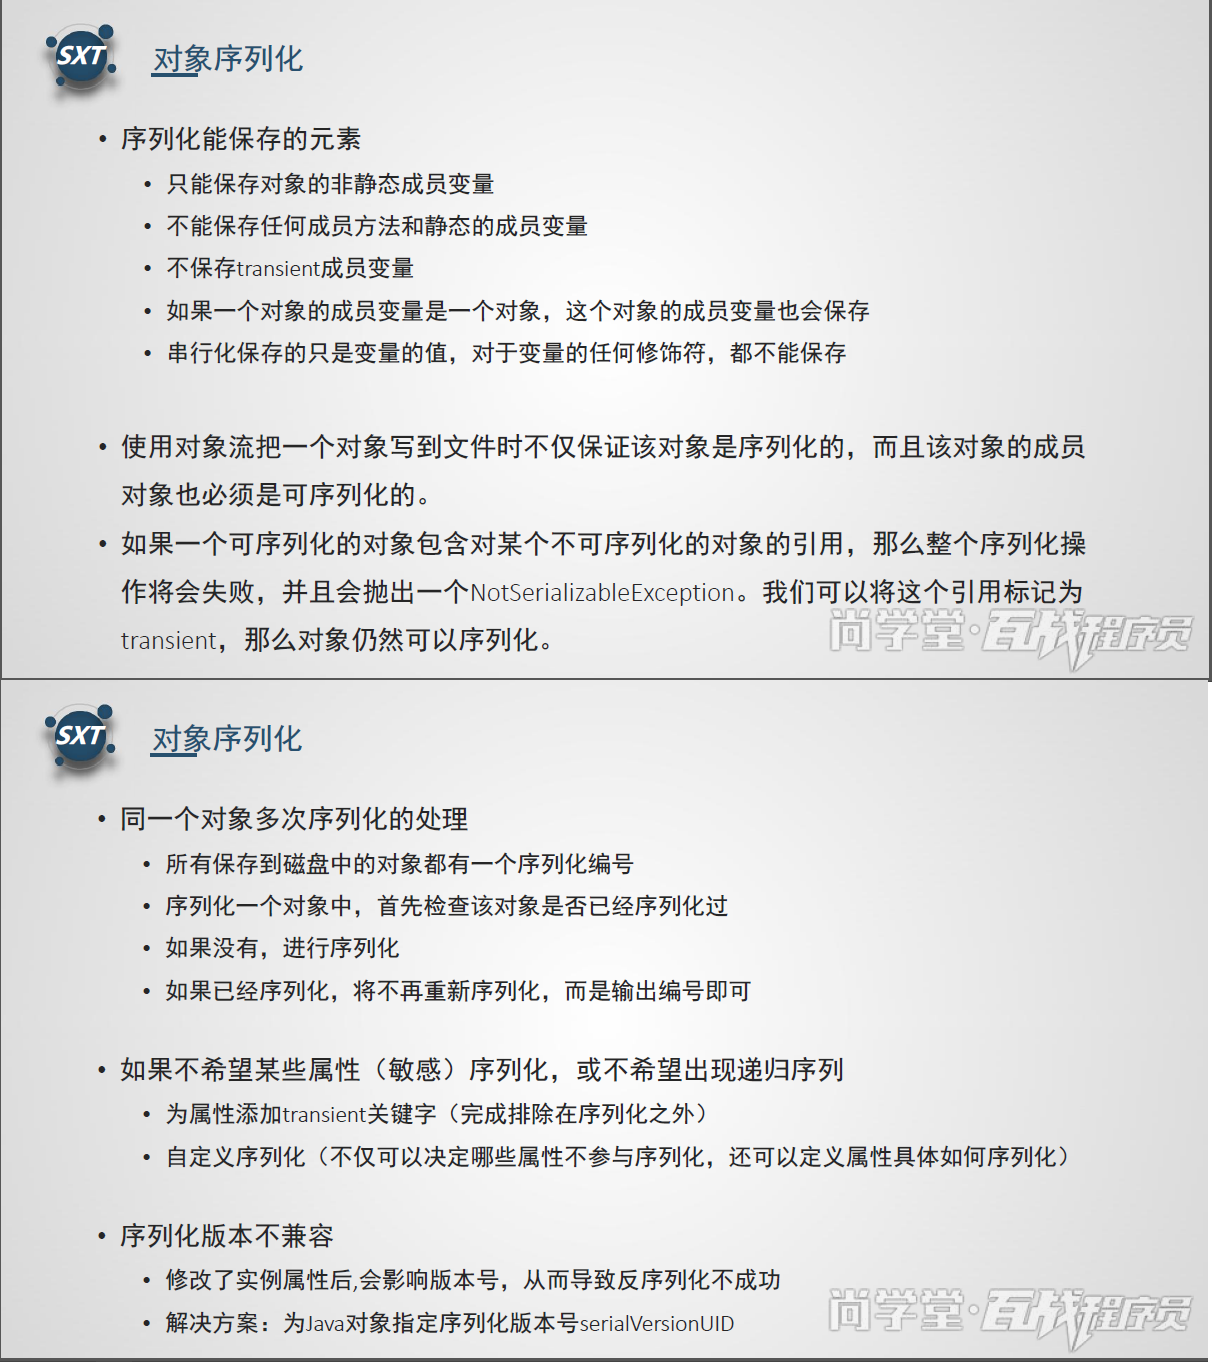 SXT
对象序列化
• 序列化能保存的元素
• 只能保存对象的非静态成员变量
• 不能保存任何成员方法和静态的成员变量
• 不保存transient成员变量
• 如果一个对象的成员变量是一个对象，这个对象的成员变量也会保存
• 串行化保存的只是变量的值，对于变量的任何修饰符，都不能保存
• 使用对象流把一个对象写到文件时不仅保证该对象是序列化的，而且该对象的成员
对象也必须是可序列化的。
• 如果一个可序列化的对象包含对某个不可序列化的对象的引用，那么整个序列化操
作将会失败，并且会抛出一个NotSerializableException。我们可以将这个引用标记为
transient，那么对象仍然可以序列化。
尚学堂·百战程序员
SXT
对象序列化
• 同一个对象多次序列化的处理
• 所有保存到磁盘中的对象都有一个序列化编号
• 序列化一个对象中，首先检查该对象是否已经序列化过
• 如果没有，进行序列化
• 如果已经序列化，将不再重新序列化，而是输出编号即可
• 如果不希望某些属性（敏感）序列化，或不希望出现递归序列
• 为属性添加transient关键字（完成排除在序列化之外）
• 自定义序列化（不仅可以决定哪些属性不参与序列化，还可以定义属性具体如何序列化）
• 序列化版本不兼容
• 修改了实例属性后,会影响版本号，从而导致反序列化不成功
• 解决方案：为Java对象指定序列化版本号serialVersionUID
尚学堂·百战程序员